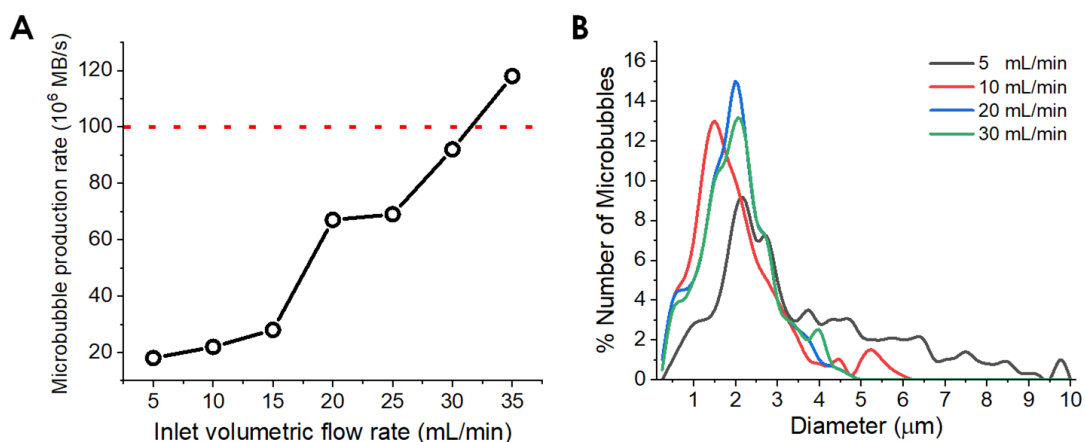 A
Microbubble production rate (10⁶ MB/s)
120
100
80
60
40
20
5 10 15 20 25 30 35
Inlet volumetric flow rate (mL/min)
B
% Number of Microbubbles
16
14
12
10
8
6
4
2
0
1 2 3 4 5 6 7 8 9 10
Diameter (μm)
5 mL/min
10 mL/min
20 mL/min
30 mL/min